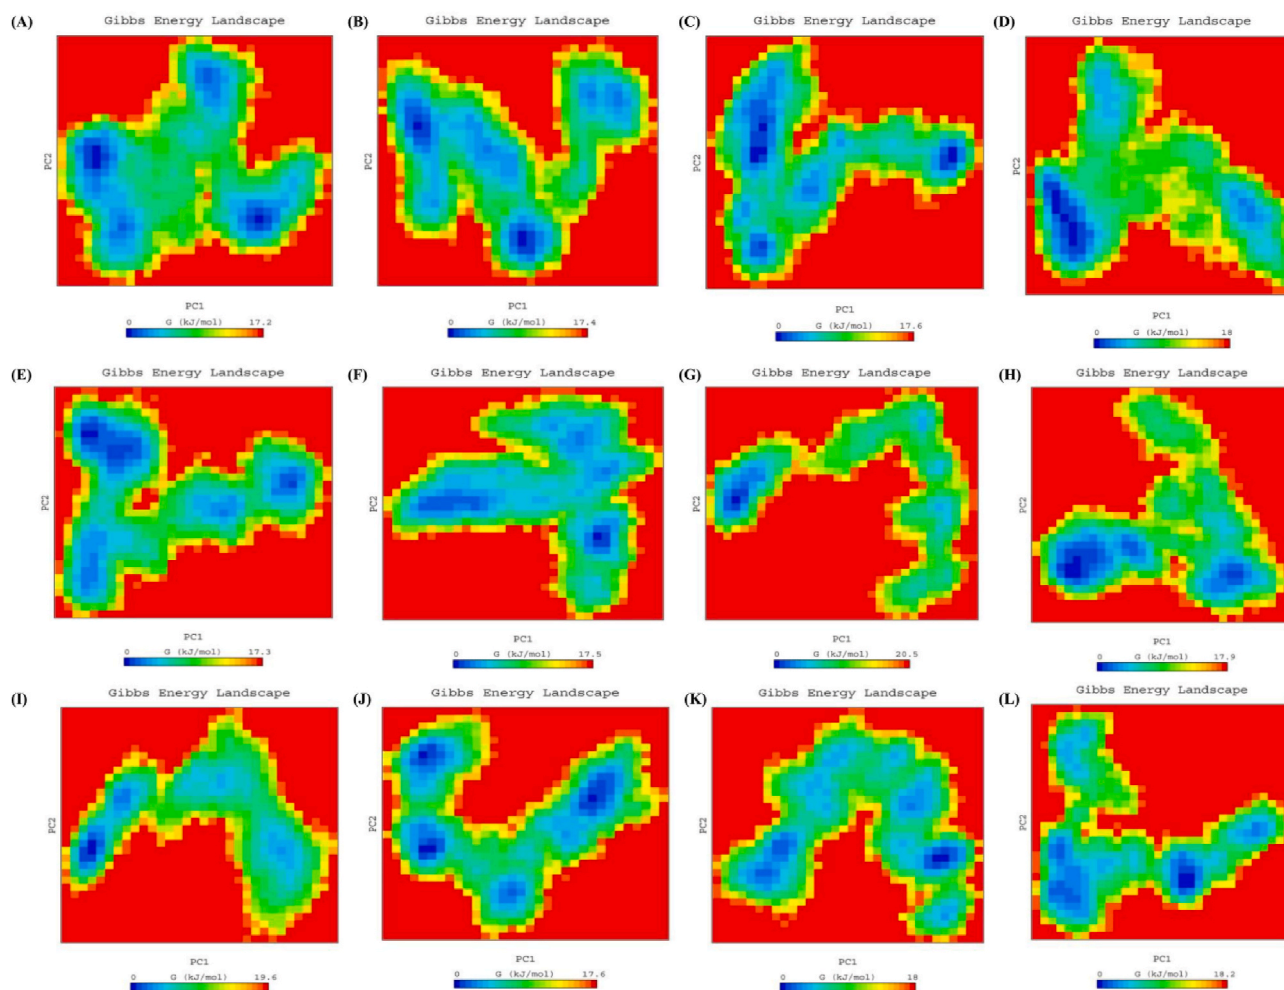 (A) Gibbs Energy Landscape
PC2
PC1
0 G (kJ/mol) 17.2
(B) Gibbs Energy Landscape
PC2
PC1
0 G (kJ/mol) 17.4
(C) Gibbs Energy Landscape
PC2
PC1
0 G (kJ/mol) 17.6
(D) Gibbs Energy Landscape
PC2
PC1
0 G (kJ/mol) 18
(E) Gibbs Energy Landscape
PC2
PC1
0 G (kJ/mol) 17.3
(F) Gibbs Energy Landscape
PC2
PC1
0 G (kJ/mol) 17.5
(G) Gibbs Energy Landscape
PC2
PC1
0 G (kJ/mol) 20.5
(H) Gibbs Energy Landscape
PC2
PC1
0 G (kJ/mol) 17.9
(I) Gibbs Energy Landscape
PC2
PC1
0 G (kJ/mol) 19.6
(J) Gibbs Energy Landscape
PC2
PC1
0 G (kJ/mol) 17.6
(K) Gibbs Energy Landscape
PC2
PC1
0 G (kJ/mol) 18
(L) Gibbs Energy Landscape
PC2
PC1
0 G (kJ/mol) 18.2